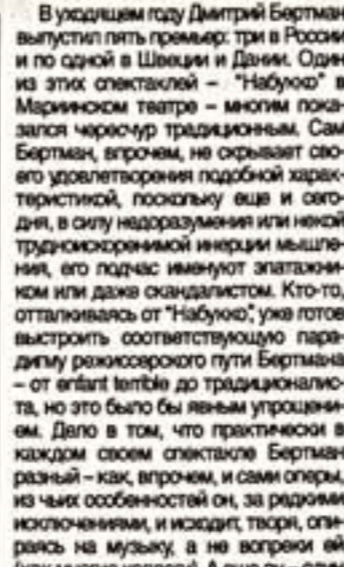 В уходящем году Дмитрий Бертман
выпустил пять премьер: три в России
и по одной в Швеции и Дании. Один
из этих спектаклей – "Набукко" в
Мариинском театре – многим пока-
зался чересчур традиционным. Сам
Бертман, впрочем, не скрывает сво-
его удовлетворения подобной харак-
теристикой, поскольку еще и сего-
дня, в силу недоразумения или некой
трудноискоренимой инерции мышле-
ния, его подчас именуют эпатажни-
ком или даже скандалистом. Кто-то,
отталкиваясь от "Набукко", уже готов
выстроить соответствующую пара-
дигму режиссерского пути Бертмана
– от enfant terrible до традиционалис-
та, но это было бы явным упрощени-
ем. Дело в том, что практически в
каждом своем спектакле Бертман
разный – как, впрочем, и сами оперы,
из чьих особенностей он, за редкими
исключениями, и исходит, творя, опи-
раясь на музыку, а не вопреки ей